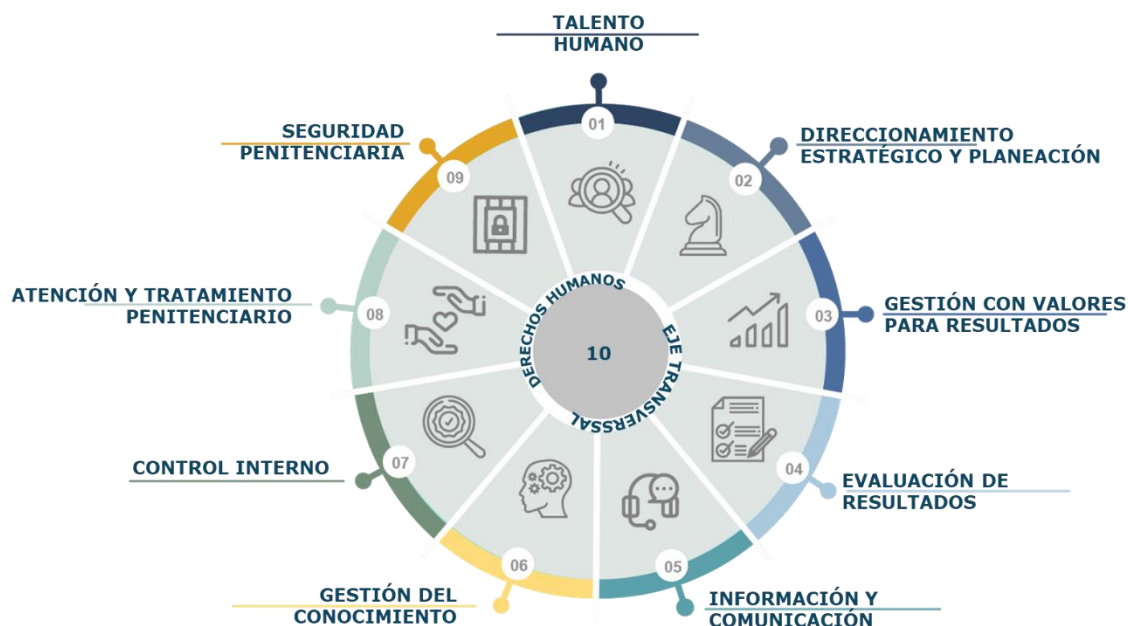 TALENTO
HUMANO
01
DIRECCIONAMIENTO
ESTRATÉGICO Y PLANEACIÓN
02
GESTIÓN CON VALORES
PARA RESULTADOS
03
EVALUACIÓN DE
RESULTADOS
04
INFORMACIÓN Y
COMUNICACIÓN
05
GESTIÓN DEL
CONOCIMIENTO
06
CONTROL INTERNO
07
ATENCIÓN Y TRATAMIENTO
PENITENCIARIO
08
SEGURIDAD
PENITENCIARIA
09
DERECHOS HUMANOS
EJE TRANSVERSSAL
10